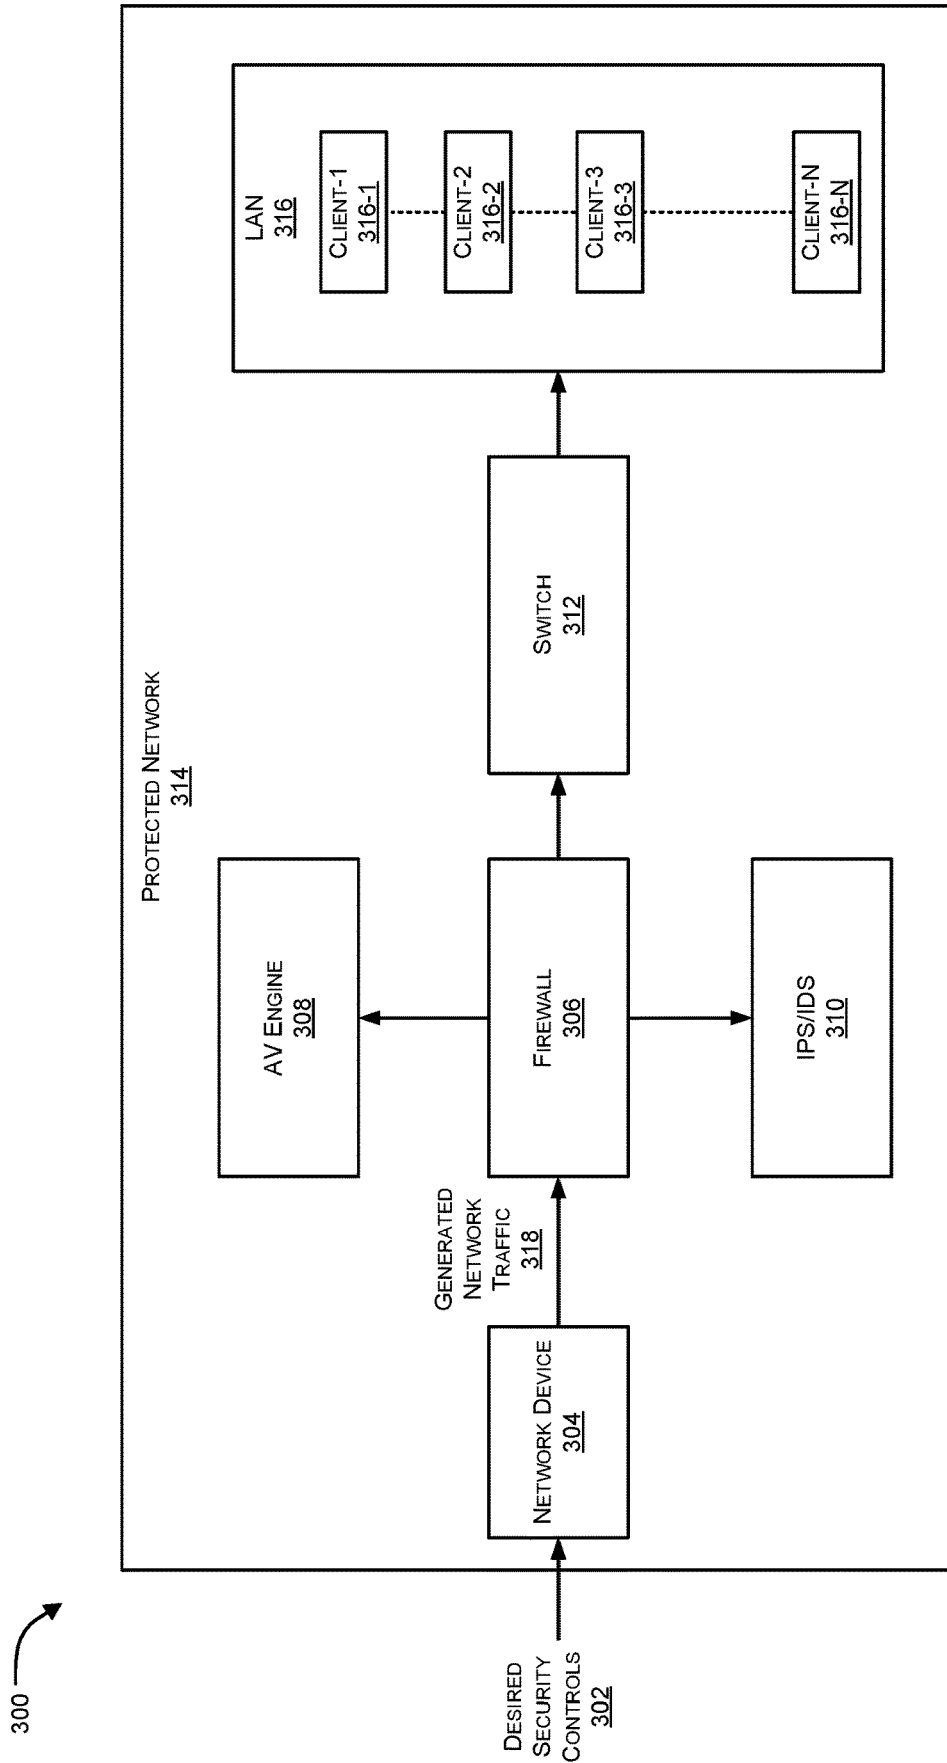 300
PROTECTED NETWORK
314
DESIRED
SECURITY
CONTROLS
302
NETWORK DEVICE
304
GENERATED
NETWORK
TRAFFIC
318
AV ENGINE
308
FIREWALL
306
IPS/IDS
310
SWITCH
312
LAN
316
CLIENT-1
316-1
CLIENT-2
316-2
CLIENT-3
316-3
CLIENT-N
316-N